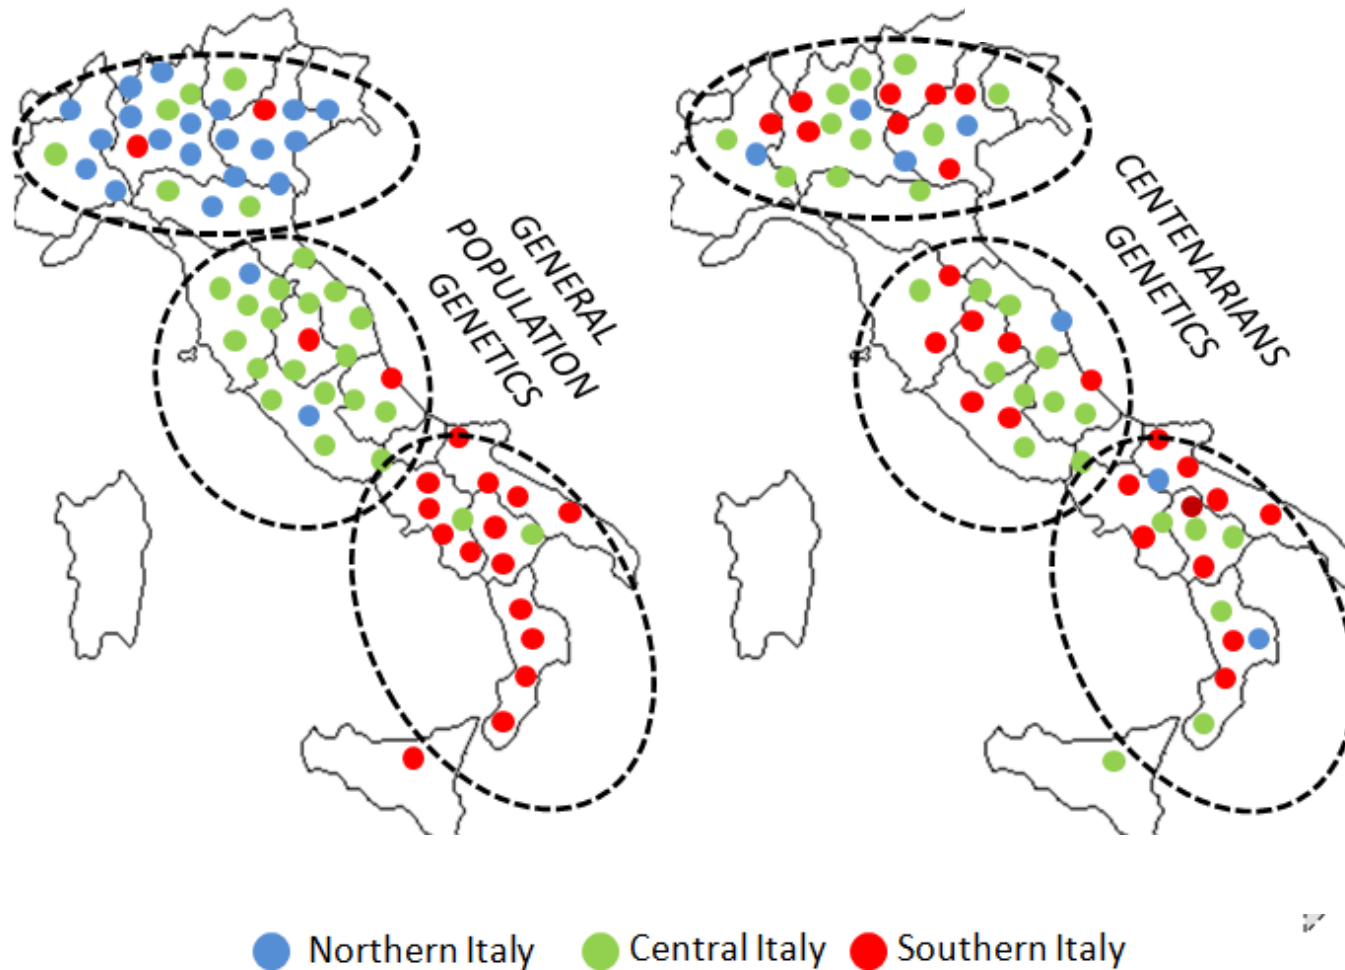 GENERAL
POPULATION
GENETICS
CENTENARIANS
GENETICS
Northern Italy
Central Italy
Southern Italy